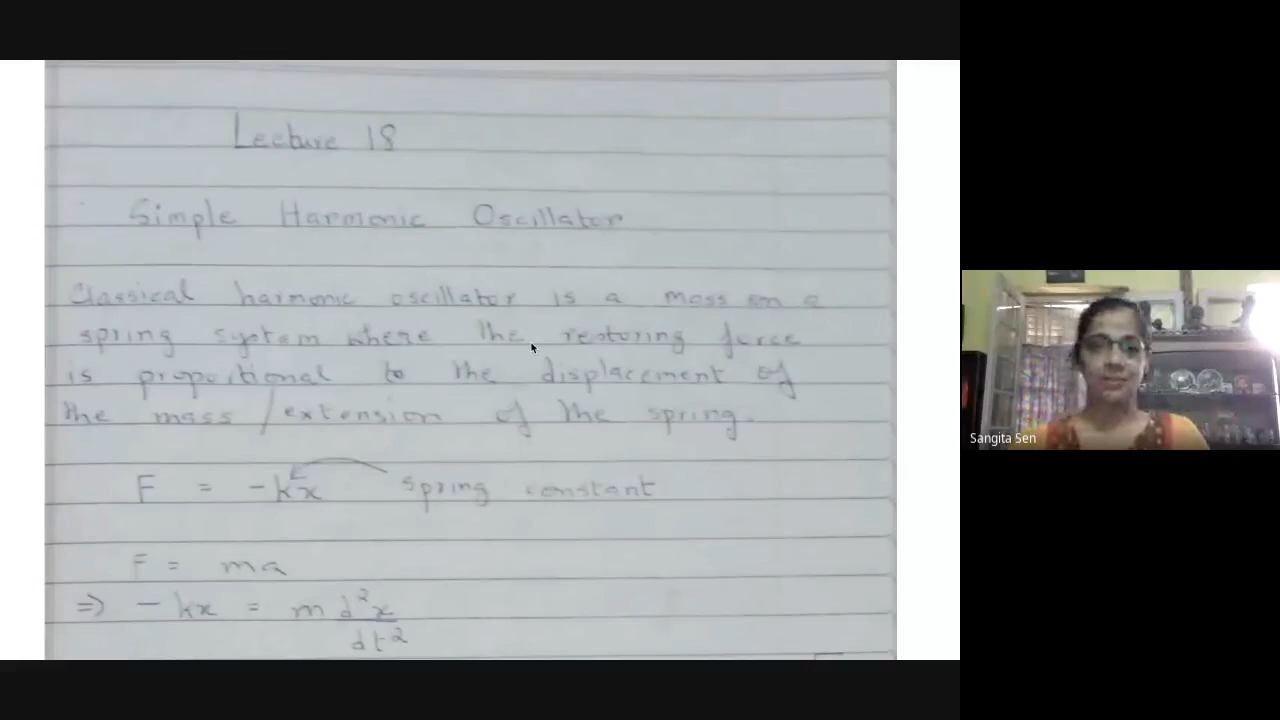 Lecture 18
Simple Harmonic Oscillator
Classical harmonic oscillator is a mass on a
spring system where the restoring force
is proportional to the displacement of
the mass / extension of the spring.
F = -kx spring constant
F = ma
⇒ - kx = m d²x
dt²
Sangita Sen